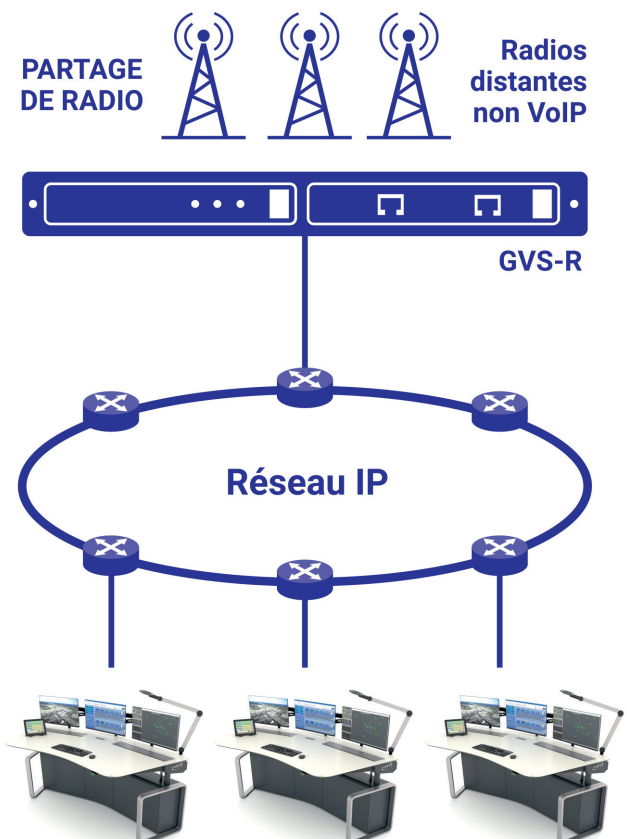 PARTAGE
DE RADIO
Radios
distantes
non VoIP
GVS-R
Réseau IP